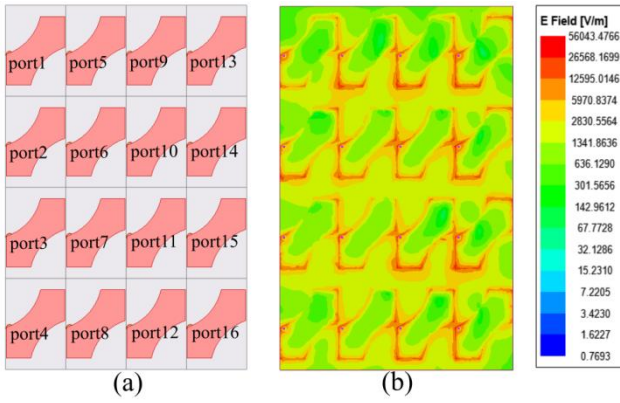 port1 port5 port9 port13
port2 port6 port10 port14
port3 port7 port11 port15
port4 port8 port12 port16
(a)
(b)
E Field [V/m]
56043.4766
26568.1699
12595.0146
5970.8374
2830.5564
1341.8636
636.1290
301.5656
142.9612
67.7728
32.1286
15.2310
7.2205
3.4230
1.6227
0.7693